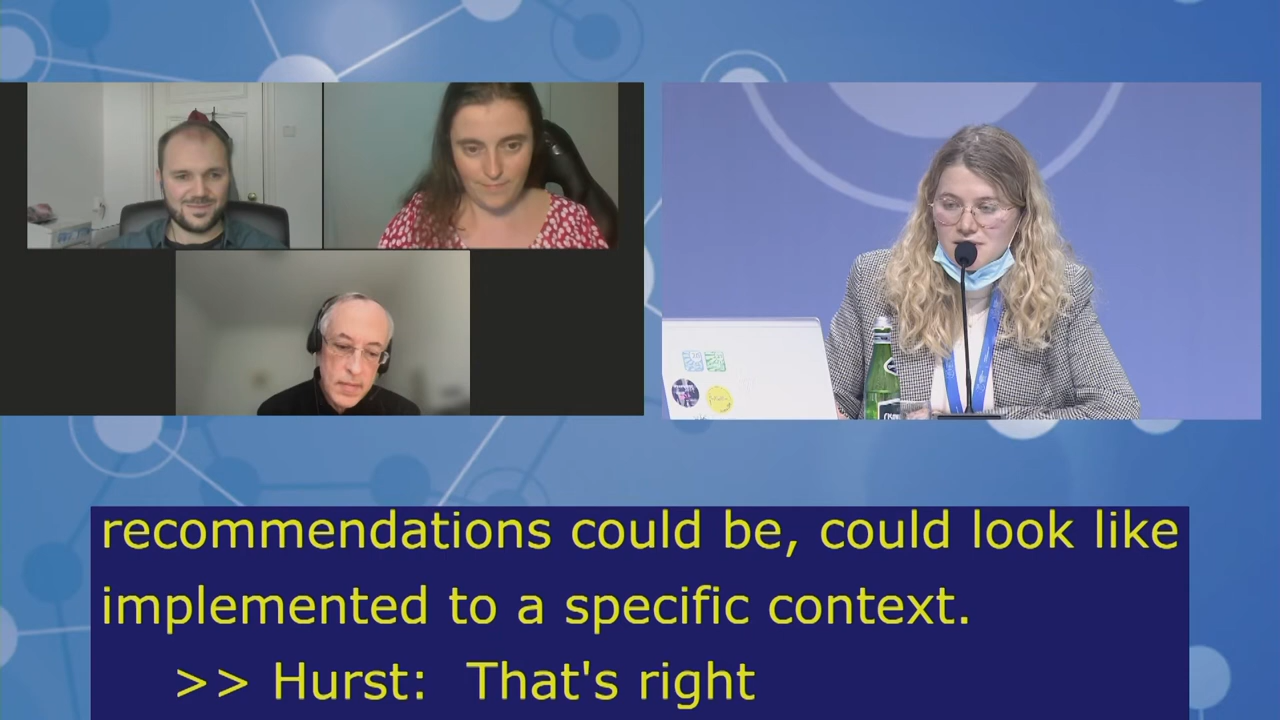 recommendations could be, could look like
implemented to a specific context.
>> Hurst:  That's right